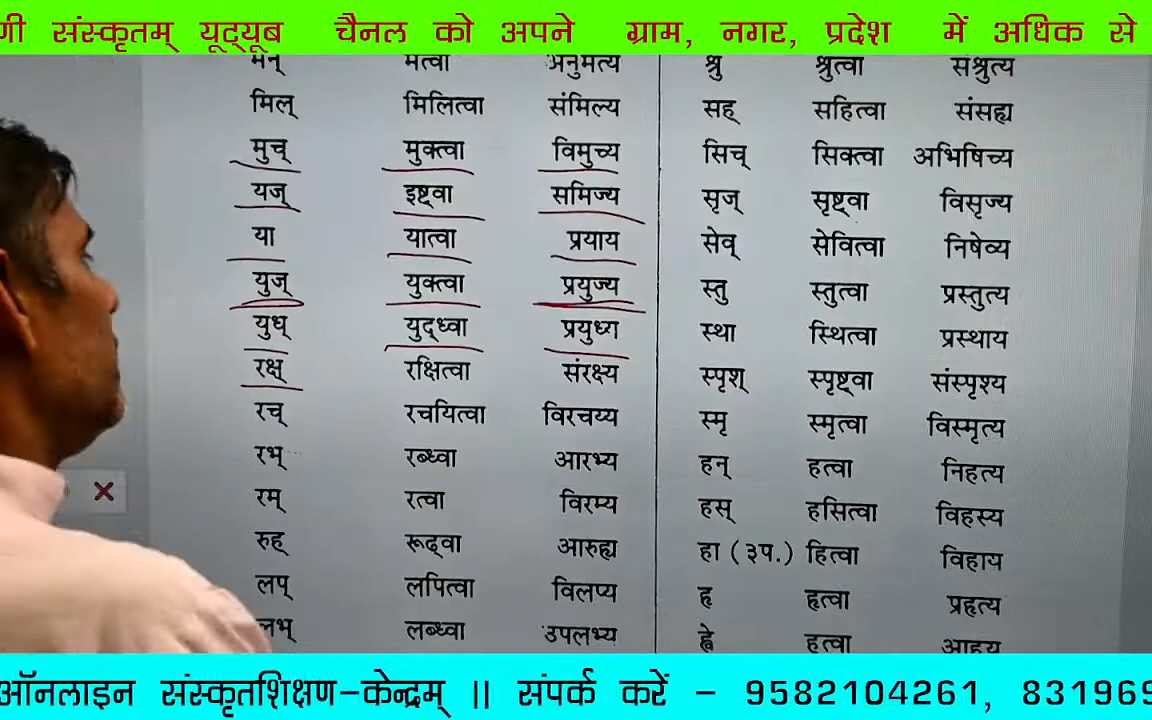 णी संस्कृतम् यूट्यूब चैनल को अपने ग्राम, नगर, प्रदेश में अधिक से
मन् मत्वा अनुमत्य श्रु श्रुत्वा संश्रुत्य
मिल् मिलित्वा संमिल्य सह् सहित्वा संसह्य
मुच् मुक्त्वा विमुच्य सिच् सिक्त्वा अभिषिच्य
यज् इष्ट्वा समिज्य सृज् सृष्ट्वा विसृज्य
या यात्वा प्रयाय सेव् सेवित्वा निषेव्य
युज् युक्त्वा प्रयुज्य स्तु स्तुत्वा प्रस्तुत्य
युध् युद्ध्वा प्रयुध्य स्था स्थित्वा प्रस्थाय
रक्ष् रक्षित्वा संरक्ष्य स्पृश् स्पृष्ट्वा संस्पृश्य
रच् रचयित्वा विरचय्य स्मृ स्मृत्वा विस्मृत्य
रभ् रब्ध्वा आरभ्य हन् हत्वा निहत्य
रम् रत्वा विरम्य हस् हसित्वा विहस्य
रुह् रूढ्वा आरुह्य हा (३प.) हित्वा विहाय
लप् लपित्वा विलप्य हृ हृत्वा प्रहृत्य
लभ् लब्ध्वा उपलभ्य ह्वे
ऑनलाइन संस्कृतशिक्षण-केन्द्रम् || संपर्क करें - 9582104261, 831969